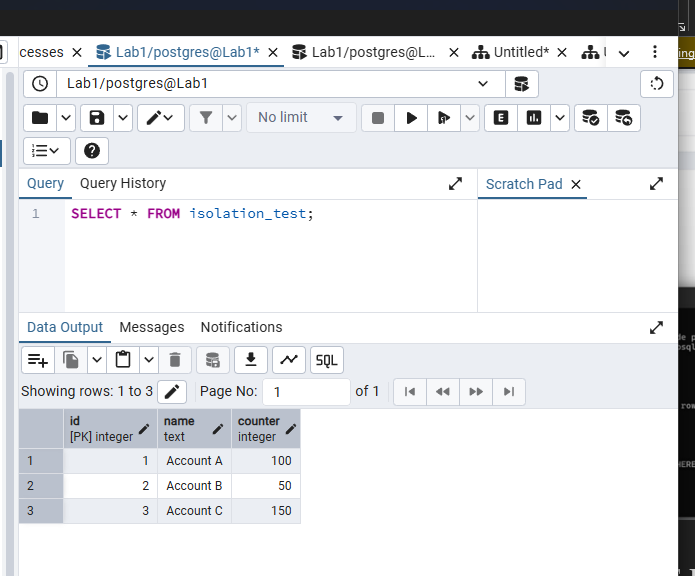 cesses
Lab1/postgres@Lab1*
Lab1/postgres@L...
Untitled*
Lab1/postgres@Lab1
No limit
E
Query
Query History
Scratch Pad
1
SELECT * FROM isolation_test;
Data Output
Messages
Notifications
SQL
Showing rows: 1 to 3
Page No:
1
of 1
id
[PK] integer
name
text
counter
integer
1 1 Account A 100
2 2 Account B 50
3 3 Account C 150